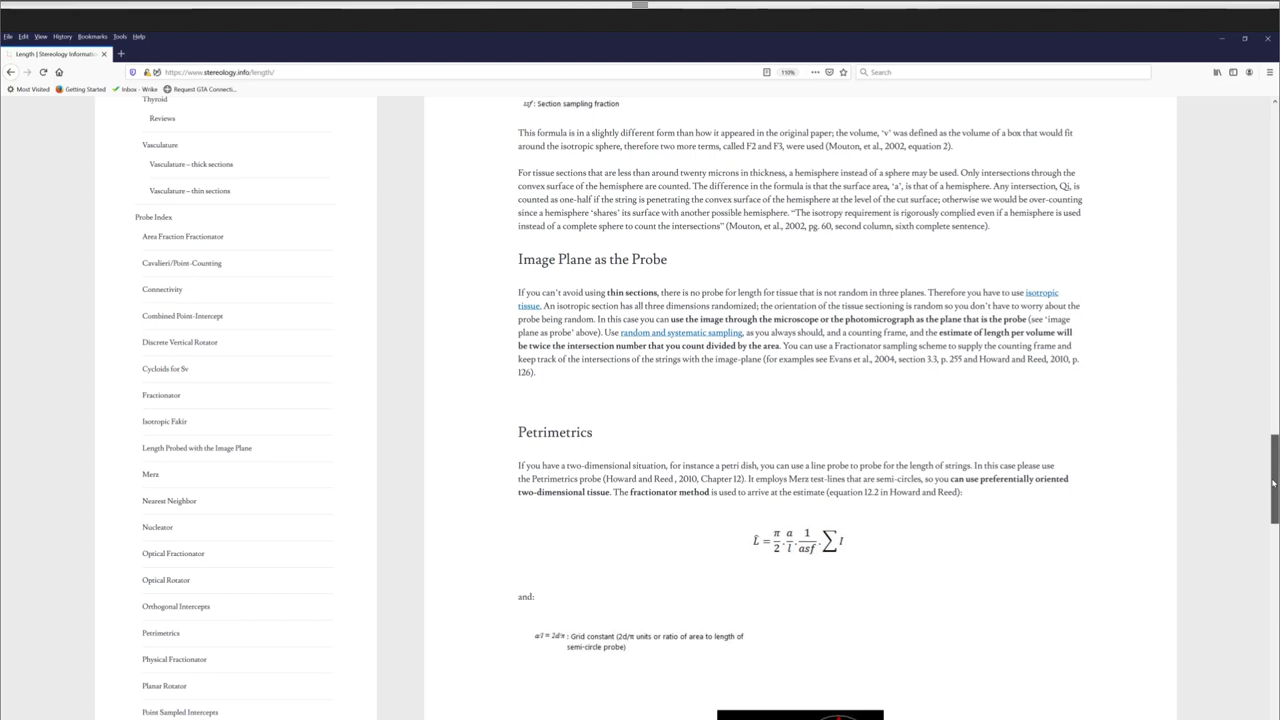 File Edit View History Bookmarks Tools Help
Length | Stereology Informatio
https://www.stereology.info/length/
110%
Search
Most Visited Getting Started Inbox - Wrike Request GTA Connecti...
Thyroid
Reviews
Vasculature
Vasculature – thick sections
Vasculature – thin sections
Probe Index
Area Fraction Fractionator
Cavalieri/Point-Counting
Connectivity
Combined Point-Intercept
Discrete Vertical Rotator
Cycloids for Sv
Fractionator
Isotropic Fakir
Length Probed with the Image Plane
Merz
Nearest Neighbor
Nucleator
Optical Fractionator
Optical Rotator
Orthogonal Intercepts
Petrimetrics
Physical Fractionator
Planar Rotator
Point Sampled Intercepts
ssf : Section sampling fraction
This formula is in a slightly different form than how it appeared in the original paper; the volume, ‘v’ was defined as the volume of a box that would fit
around the isotropic sphere, therefore two more terms, called F2 and F3, were used (Mouton, et al., 2002, equation 2).
For tissue sections that are less than around twenty microns in thickness, a hemisphere instead of a sphere may be used. Only intersections through the
convex surface of the hemisphere are counted. The difference in the formula is that the surface area, ‘a’, is that of a hemisphere. Any intersection, Qi, is
counted as one-half if the string is penetrating the convex surface of the hemisphere at the level of the cut surface; otherwise we would be over-counting
since a hemisphere ‘shares’ its surface with another possible hemisphere. “The isotropy requirement is rigorously complied even if a hemisphere is used
instead of a complete sphere to count the intersections” (Mouton, et al., 2002, pg. 60, second column, sixth complete sentence).
Image Plane as the Probe
If you can’t avoid using thin sections, there is no probe for length for tissue that is not random in three planes. Therefore you have to use isotropic
tissue. An isotropic section has all three dimensions randomized; the orientation of the tissue sectioning is random so you don’t have to worry about the
probe being random. In this case you can use the image through the microscope or the photomicrograph as the plane that is the probe (see ‘image
plane as probe’ above). Use random and systematic sampling, as you always should, and a counting frame, and the estimate of length per volume will
be twice the intersection number that you count divided by the area. You can use a Fractionator sampling scheme to supply the counting frame and
keep track of the intersections of the strings with the image-plane (for examples see Evans et al., 2004, section 3.3, p. 255 and Howard and Reed, 2010, p.
126).
Petrimetrics
If you have a two-dimensional situation, for instance a petri dish, you can use a line probe to probe for the length of strings. In this case please use
the Petrimetrics probe (Howard and Reed , 2010, Chapter 12). It employs Merz test-lines that are semi-circles, so you can use preferentially oriented
two-dimensional tissue. The fractionator method is used to arrive at the estimate (equation 12.2 in Howard and Reed):
L̂ = π/2 . a/l . 1/asf . ∑ I
and:
a/l = 2d/π : Grid constant (2d/π units or ratio of area to length of
semi-circle probe)